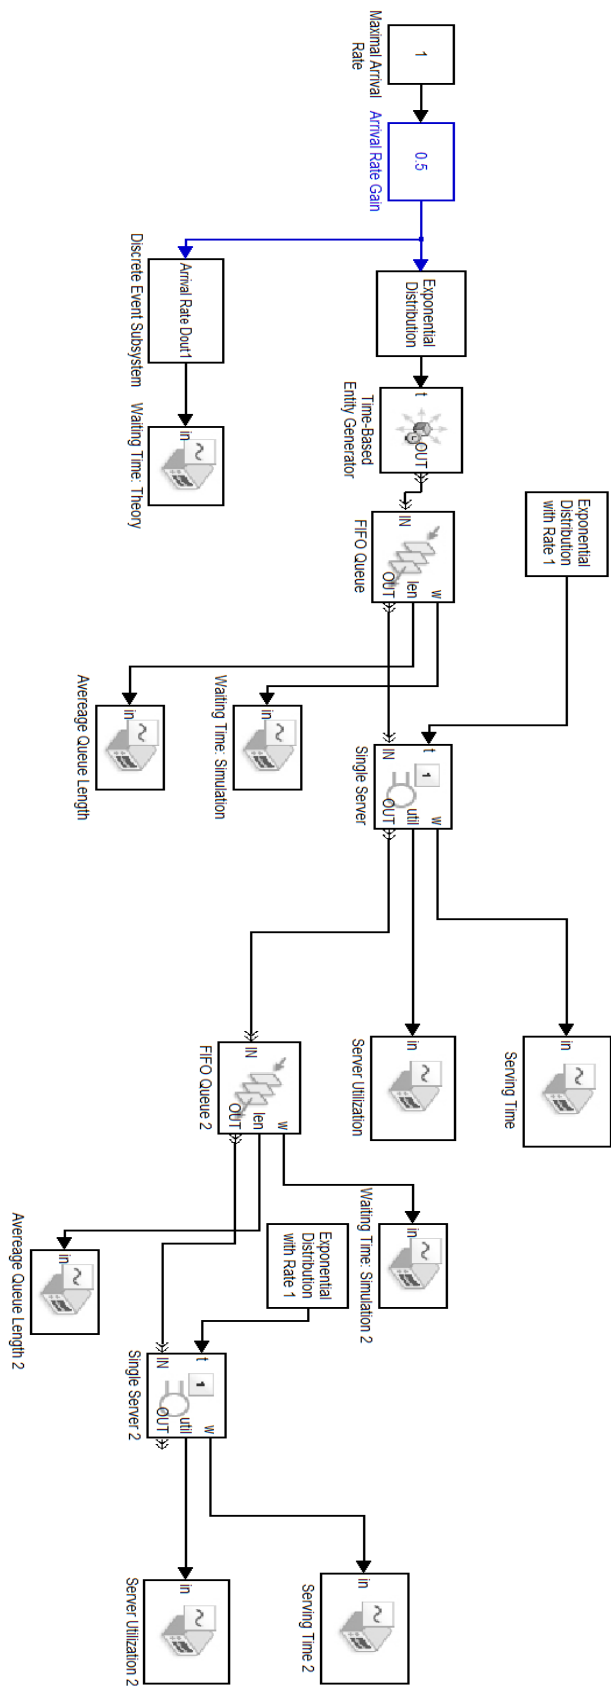 1
Maximal Arrival
Rate
0.5
Arrival Rate Gain
Exponential
Distribution
Arrival Rate Dout1
Discrete Event Subsystem
in
Waiting Time: Theory
t
OUT
Time-Based
Entity Generator
Exponential
Distribution
with Rate 1
w
len
IN
OUT
FIFO Queue
in
Waiting Time: Simulation
in
Avereage Queue Length
t
1
w
util
IN
OUT
Single Server
in
Serving Time
in
Server Utilization
w
len
IN
OUT
FIFO Queue 2
in
Waiting Time: Simulation 2
in
Avereage Queue Length 2
Exponential
Distribution
with Rate 1
t
1
w
util
IN
OUT
Single Server 2
in
Serving Time 2
in
Server Utilization 2